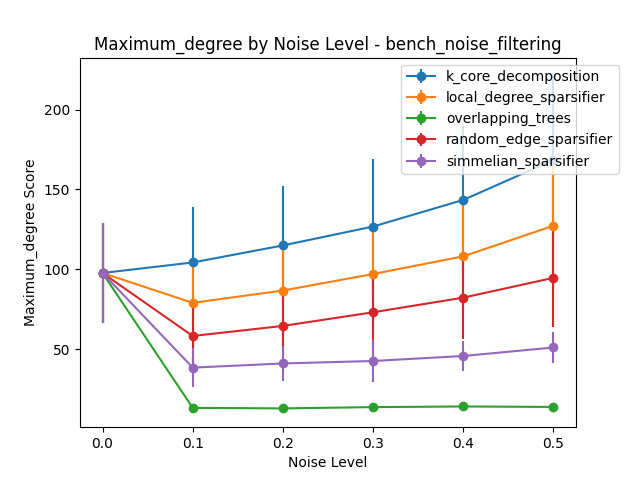 Maximum_degree by Noise Level - bench_noise_filtering
k_core_decomposition
local_degree_sparsifier
overlapping_trees
random_edge_sparsifier
simmelian_sparsifier
Maximum_degree Score
200
150
100
50
0.0 0.1 0.2 0.3 0.4 0.5
Noise Level